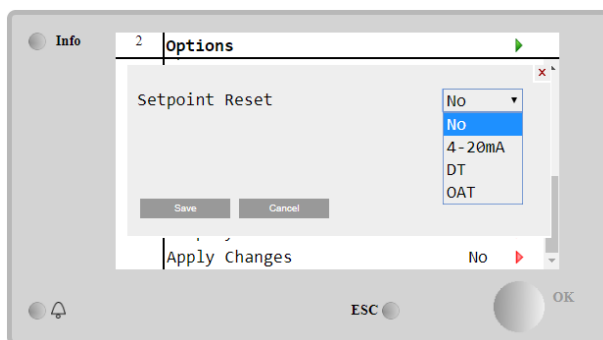 Info
2 Options
x
Setpoint Reset No
No
4-20mA
DT
OAT
Save Cancel
Apply Changes No
ESC OK